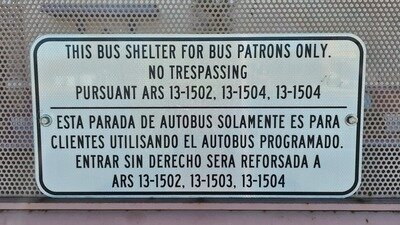 THIS BUS SHELTER FOR BUS PATRONS ONLY.
NO TRESPASSING
PURSUANT ARS 13-1502, 13-1504, 13-1504
ESTA PARADA DE AUTOBUS SOLAMENTE ES PARA
CLIENTES UTILISANDO EL AUTOBUS PROGRAMADO.
ENTRAR SIN DERECHO SERA REFORSADA A
ARS 13-1502, 13-1503, 13-1504